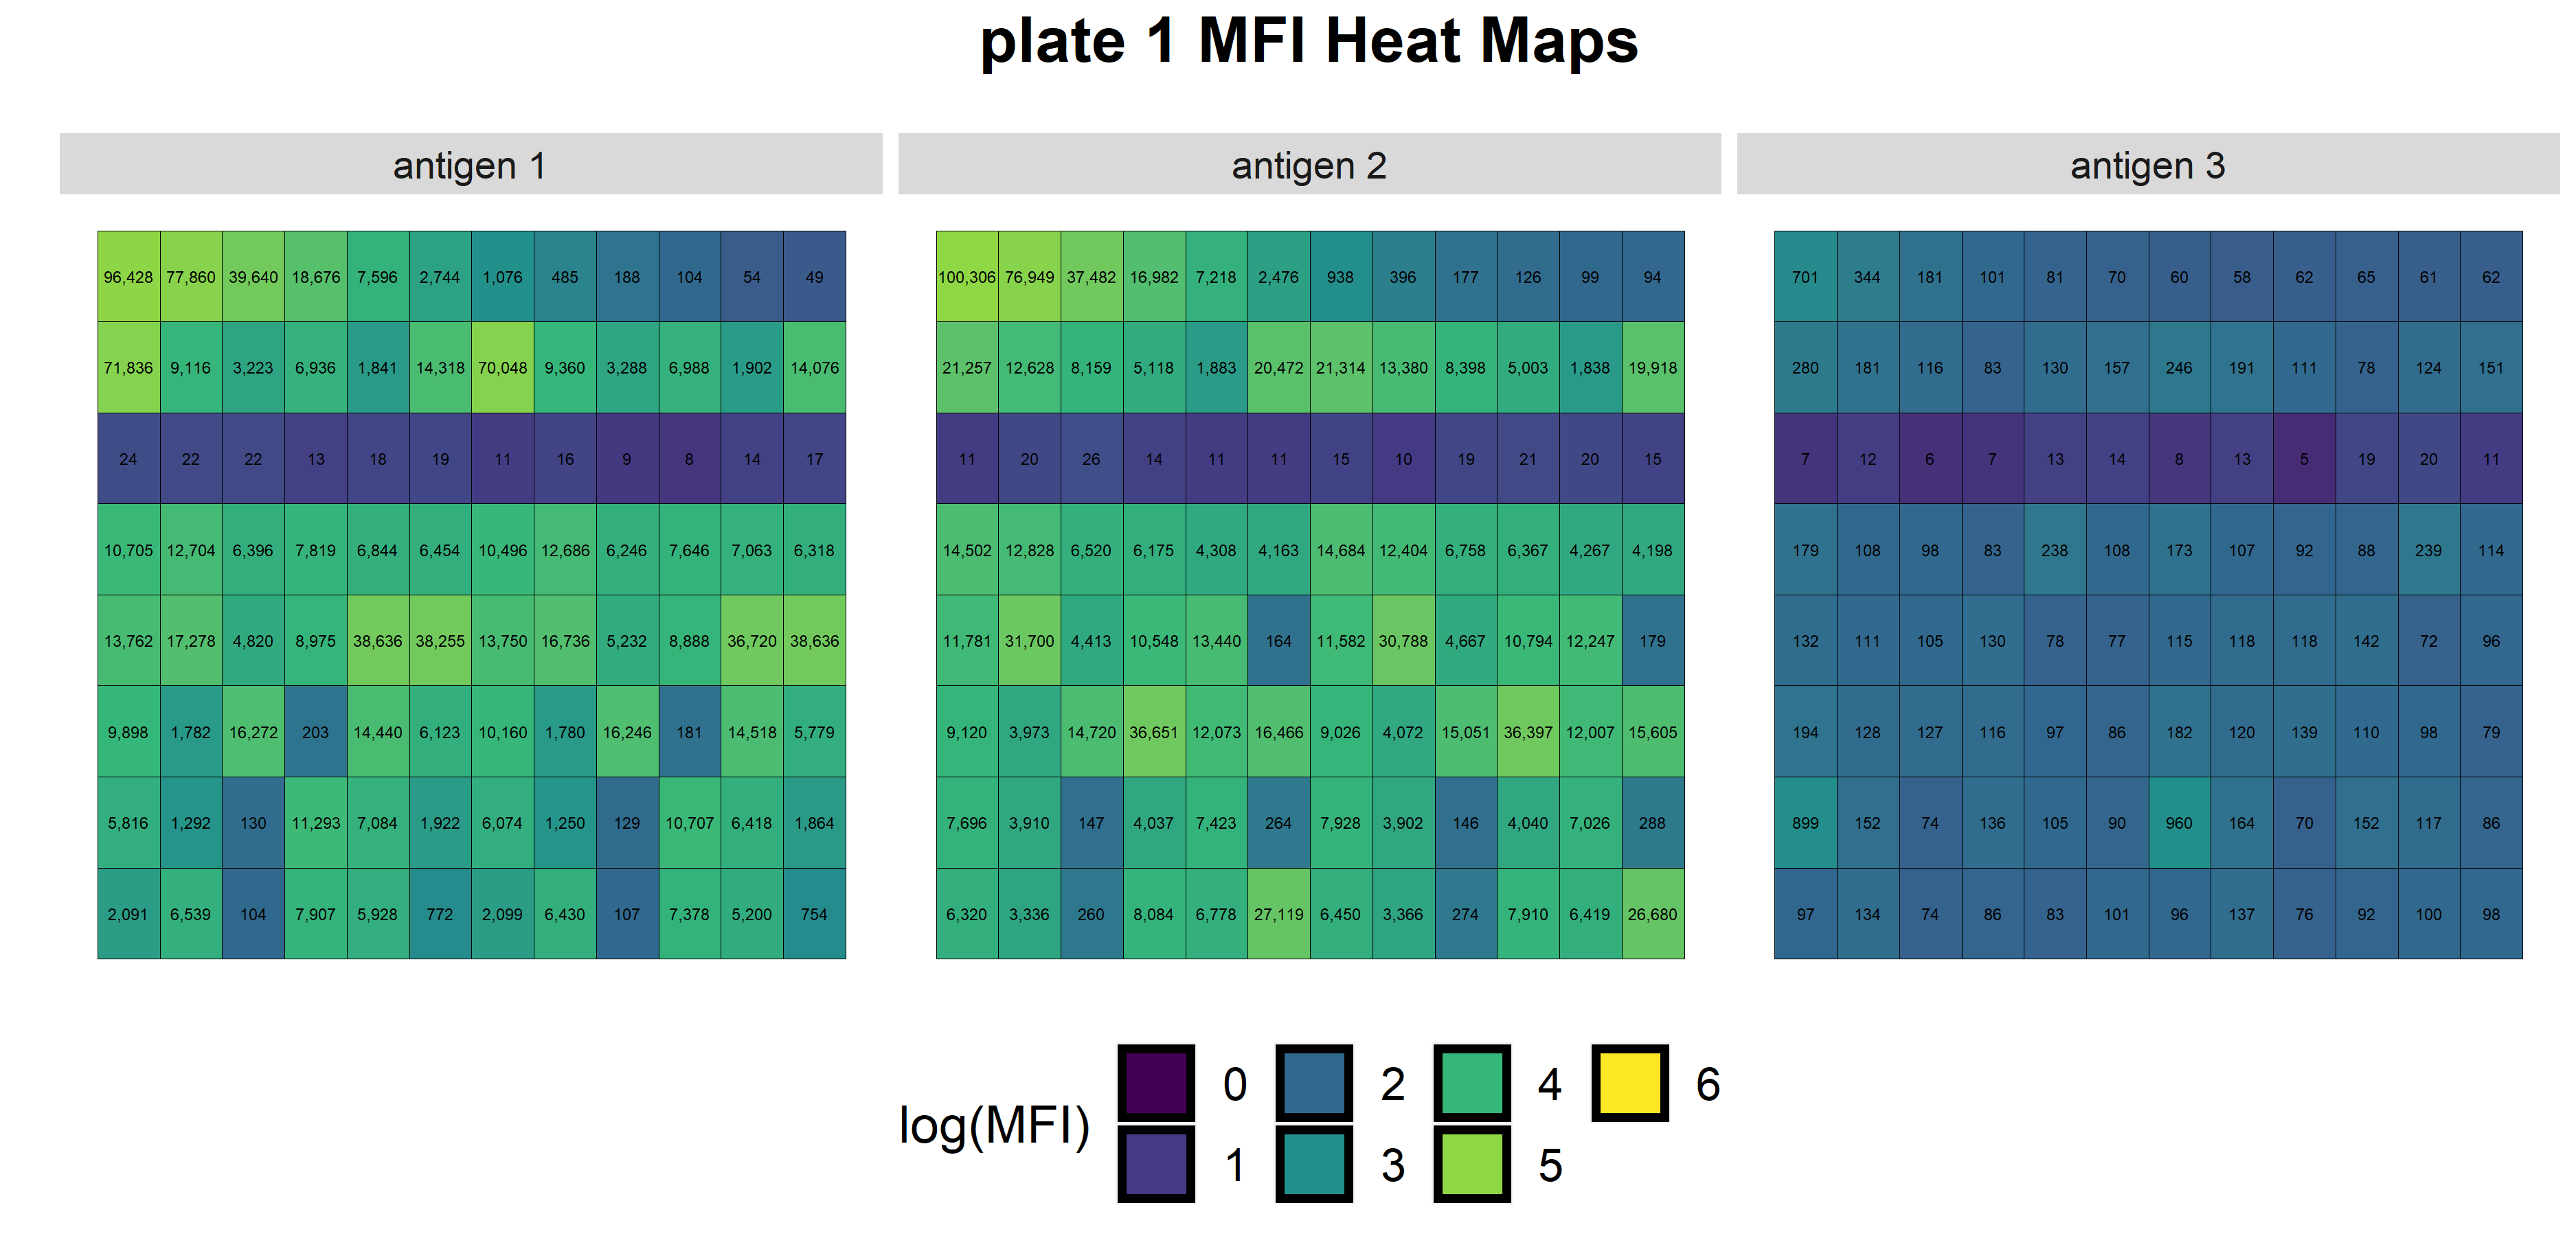 plate 1 MFI Heat Maps
antigen 1 antigen 2 antigen 3
96,428 77,860 39,640 18,676 7,596 2,744 1,076 485 188 104 54 49 100,306 76,949 37,482 16,982 7,218 2,476 938 396 177 126 99 94 701 344 181 101 81 70 60 58 62 65 61 62
71,836 9,116 3,223 6,936 1,841 14,318 70,048 9,360 3,288 6,988 1,902 14,076 21,257 12,628 8,159 5,118 1,883 20,472 21,314 13,380 8,398 5,003 1,838 19,918 280 181 116 83 130 157 246 191 111 78 124 151
24 22 22 13 18 19 11 16 9 8 14 17 11 20 26 14 11 11 15 10 19 21 20 15 7 12 6 7 13 14 8 13 5 19 20 11
10,705 12,704 6,396 7,819 6,844 6,454 10,496 12,686 6,246 7,646 7,063 6,318 14,502 12,828 6,520 6,175 4,308 4,163 14,684 12,404 6,758 6,367 4,267 4,198 179 108 98 83 238 108 173 107 92 88 239 114
13,762 17,278 4,820 8,975 38,636 38,255 13,750 16,736 5,232 8,888 36,720 38,636 11,781 31,700 4,413 10,548 13,440 164 11,582 30,788 4,667 10,794 12,247 179 132 111 105 130 78 77 115 118 118 142 72 96
9,898 1,782 16,272 203 14,440 6,123 10,160 1,780 16,246 181 14,518 5,779 9,120 3,973 14,720 36,651 12,073 16,466 9,026 4,072 15,051 36,397 12,007 15,605 194 128 127 116 97 86 182 120 139 110 98 79
5,816 1,292 130 11,293 7,084 1,922 6,074 1,250 129 10,707 6,418 1,864 7,696 3,910 147 4,037 7,423 264 7,928 3,902 146 4,040 7,026 288 899 152 74 136 105 90 960 164 70 152 117 86
2,091 6,539 104 7,907 5,928 772 2,099 6,430 107 7,378 5,200 754 6,320 3,336 260 8,084 6,778 27,119 6,450 3,366 274 7,910 6,419 26,680 97 134 74 86 83 101 96 137 76 92 100 98
log(MFI)
0 2 4 6
1 3 5